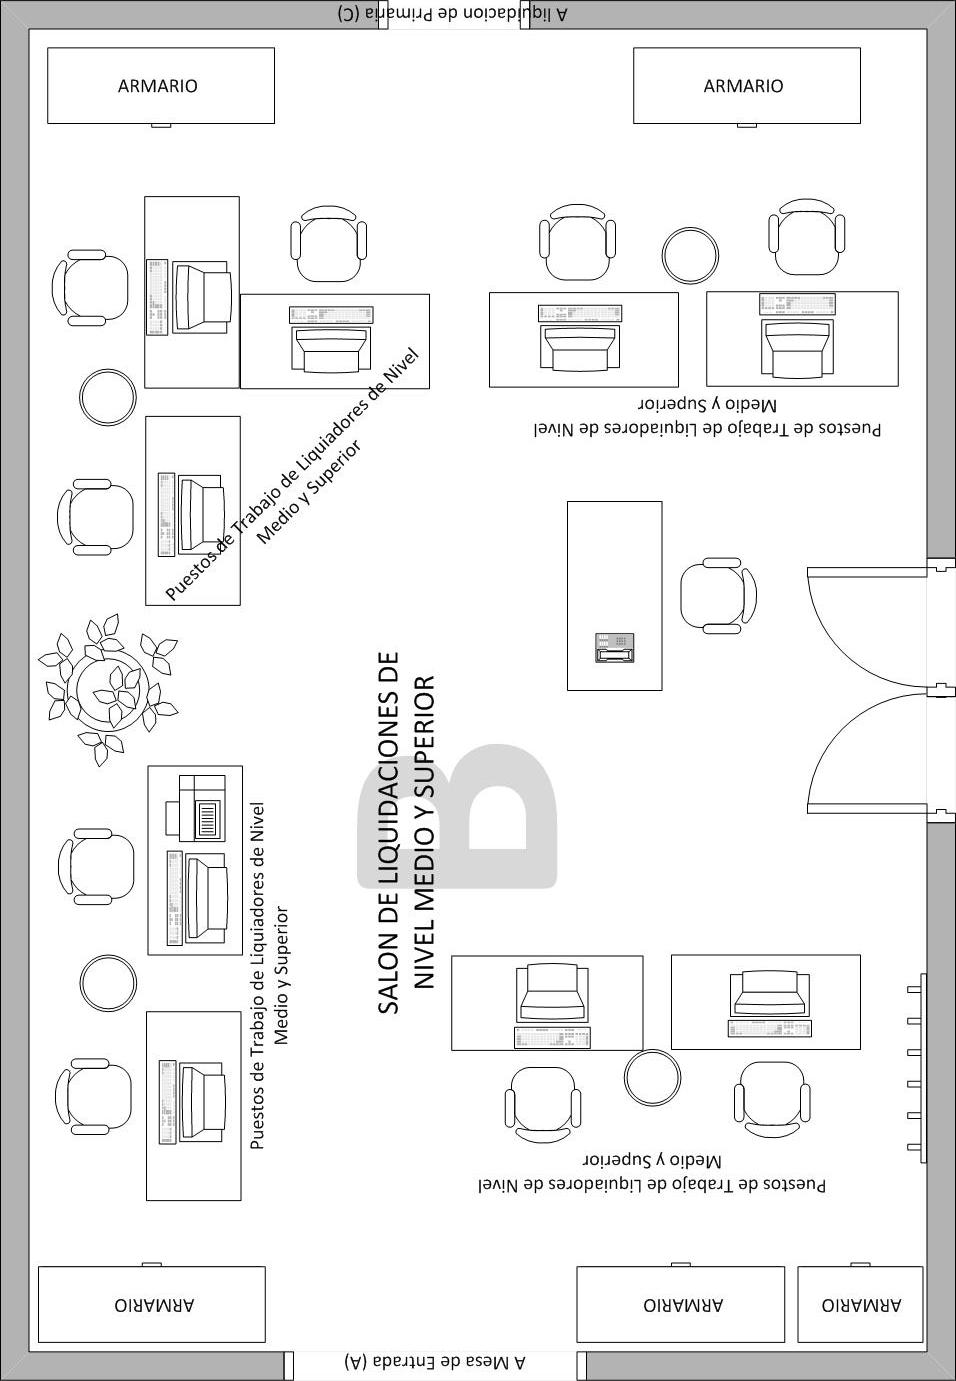 A liquidacion de Primaria (C)
ARMARIO
ARMARIO
Puestos de Trabajo de Liquiadores de Nivel
Medio y Superior
Puestos de Trabajo de Liquiadores de Nivel
Medio y Superior
SALON DE LIQUIDACIONES DE
NIVEL MEDIO Y SUPERIOR
B
Puestos de Trabajo de Liquiadores de Nivel
Medio y Superior
Puestos de Trabajo de Liquiadores de Nivel
Medio y Superior
ARMARIO
ARMARIO
ARMARIO
A Mesa de Entrada (A)